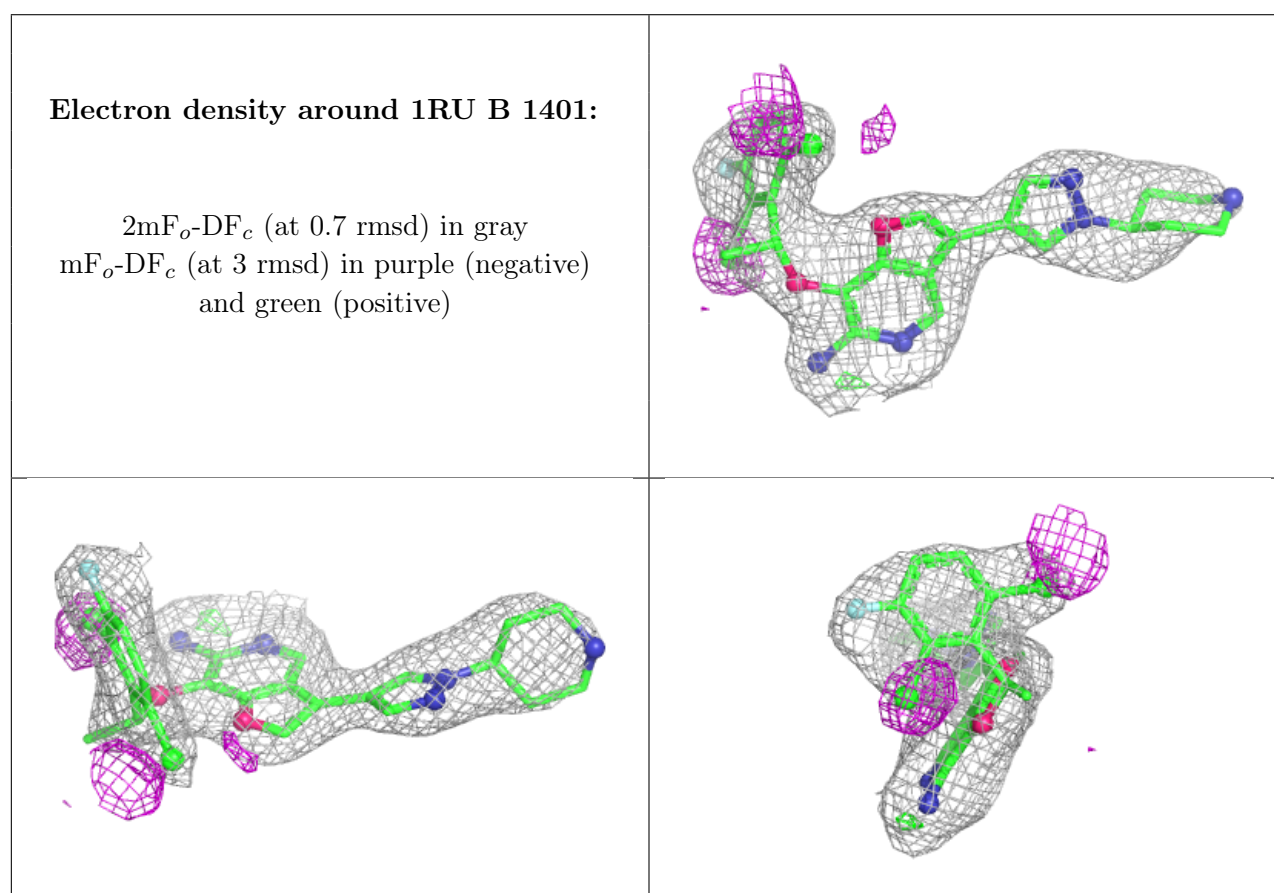 Electron density around 1RU B 1401:
2mFo-DFc (at 0.7 rmsd) in gray
mFo-DFc (at 3 rmsd) in purple (negative)
and green (positive)